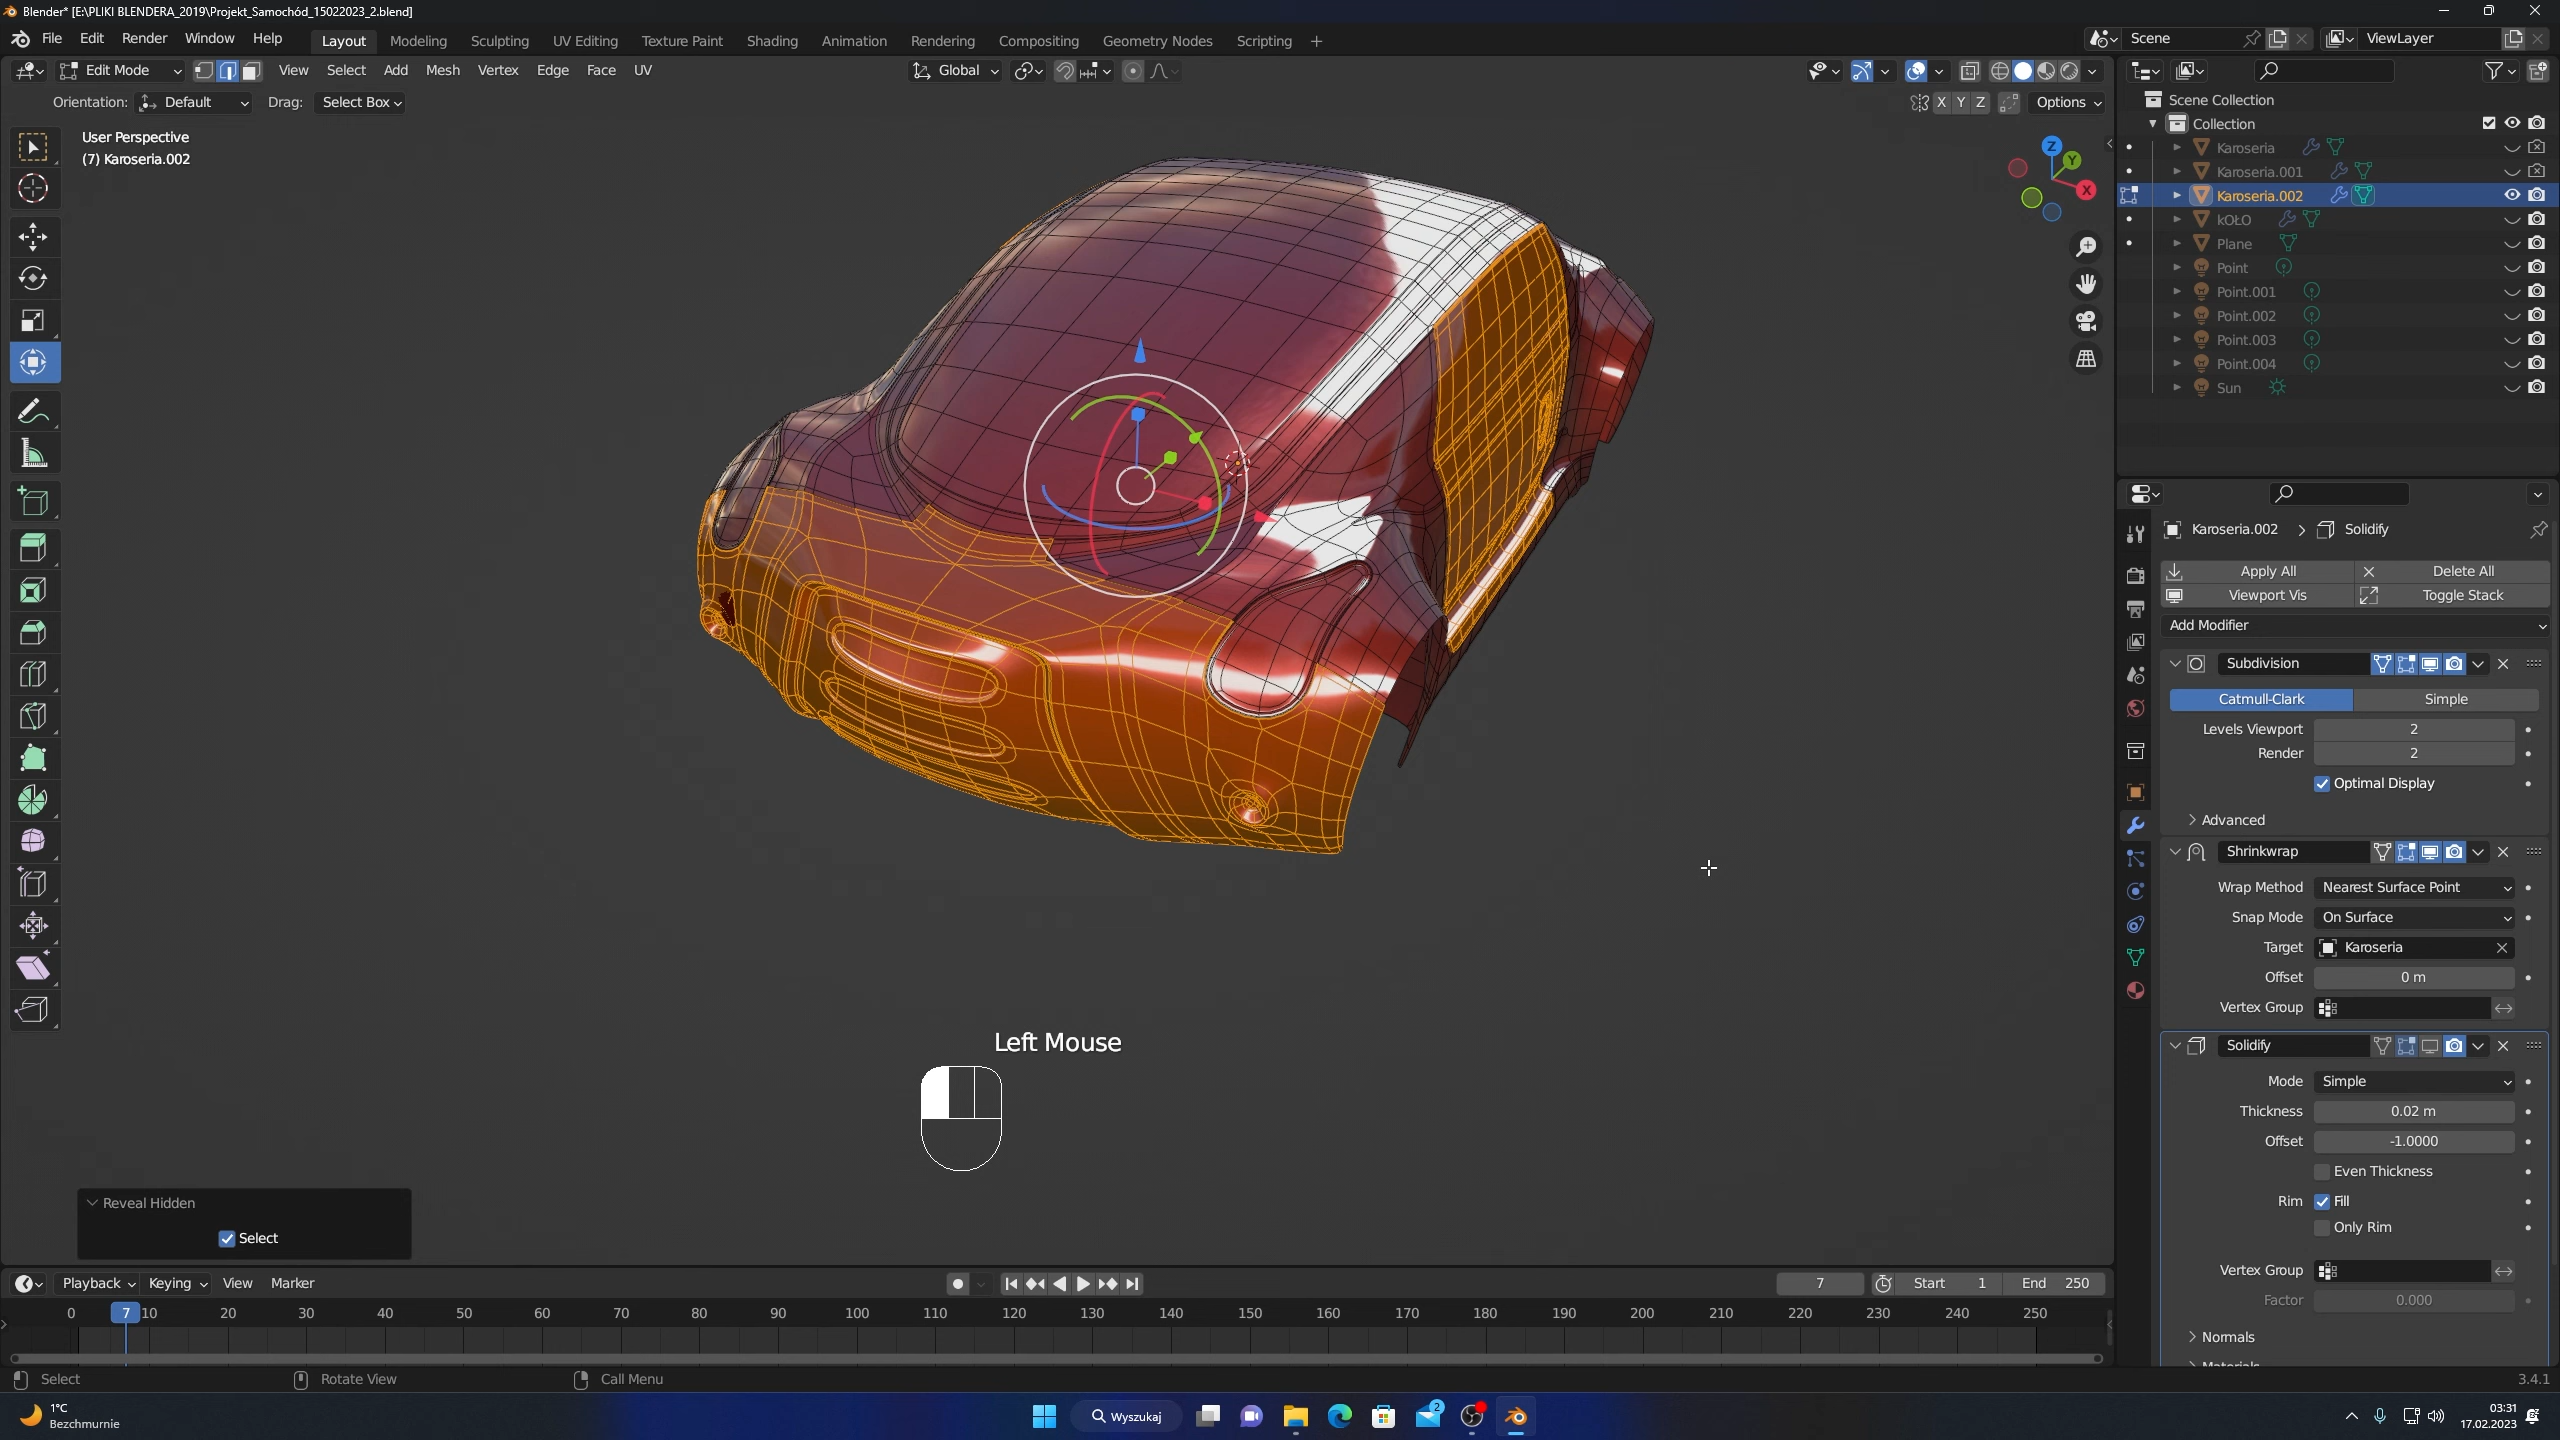 Blender* [E:\PLIKI BLENDERA_2019\Projekt_Samochód_15022023_2.blend]
File Edit Render Window Help Layout Modeling Sculpting UV Editing Texture Paint Shading Animation Rendering Compositing Geometry Nodes Scripting + Scene ViewLayer
Edit Mode View Select Add Mesh Vertex Edge Face UV Global
Orientation: Default Drag: Select Box X Y Z Options
User Perspective
(7) Karoseria.002
Z
Y
X
Scene Collection
Collection
Karoseria
Karoseria.001
Karoseria.002
kOŁO
Plane
Point
Point.001
Point.002
Point.003
Point.004
Sun
Karoseria.002 > Solidify
Apply All Delete All
Viewport Vis Toggle Stack
Add Modifier
Subdivision
Catmull-Clark Simple
Levels Viewport 2
Render 2
Optimal Display
Advanced
Shrinkwrap
Wrap Method Nearest Surface Point
Snap Mode On Surface
Target Karoseria
Offset 0 m
Vertex Group
Solidify
Mode Simple
Thickness 0.02 m
Offset -1.0000
Even Thickness
Rim Fill
Only Rim
Vertex Group
Factor 0.000
Normals
Materials
Left Mouse
Reveal Hidden
Select
Playback Keying View Marker 7 Start 1 End 250
0 7 10 20 30 40 50 60 70 80 90 100 110 120 130 140 150 160 170 180 190 200 210 220 230 240 250
Select Rotate View Call Menu 3.4.1
1°C
Bezchmurnie
Wyszukaj
2
03:31
17.02.2023